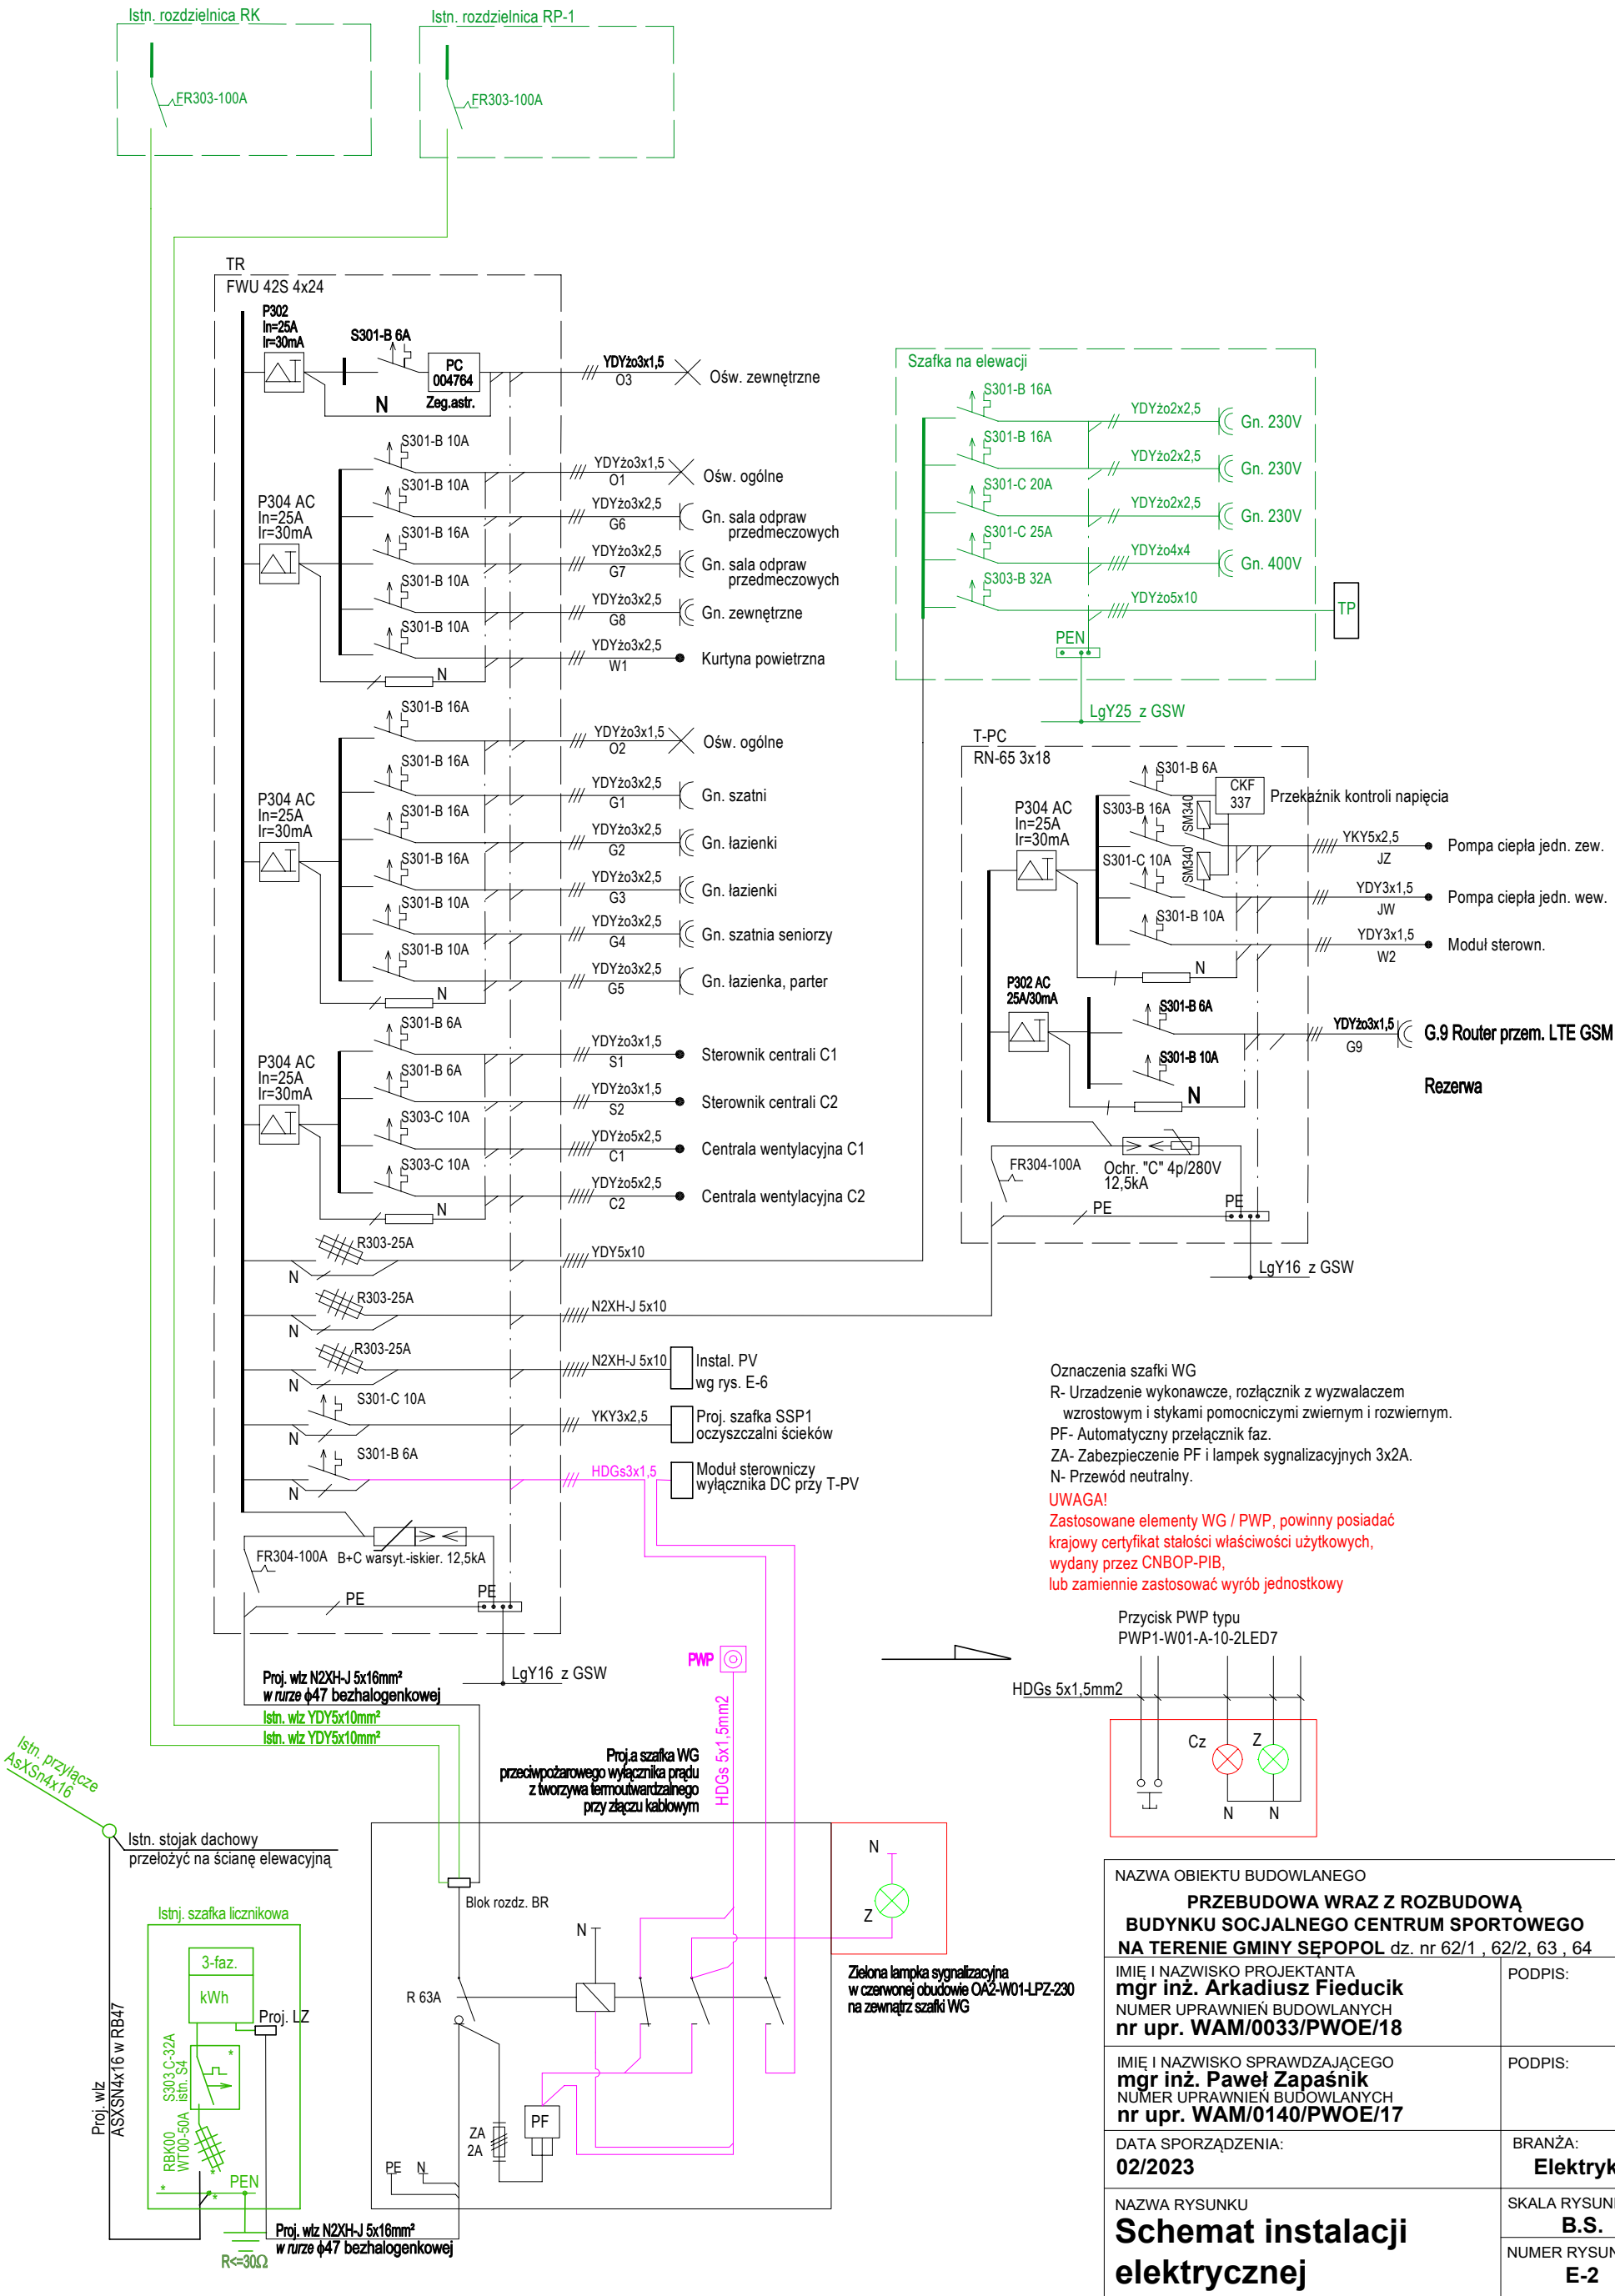 Istn. rozdzielnica RK
FR303-100A
Istn. rozdzielnica RP-1
FR303-100A
TR
FWU 42S 4x24
P302
In=25A
Ir=30mA
S301-B 6A
PC
004764
Zeg.astr.
N
YDYżo3x1,5
O3
Ośw. zewnętrzne
P304 AC
In=25A
Ir=30mA
S301-B 10A
YDYżo3x1,5
O1
Ośw. ogólne
S301-B 10A
YDYżo3x2,5
G6
Gn. sala odpraw
przedmeczowych
S301-B 16A
YDYżo3x2,5
G7
Gn. sala odpraw
przedmeczowych
S301-B 10A
YDYżo3x2,5
G8
Gn. zewnętrzne
S301-B 10A
YDYżo3x2,5
W1
Kurtyna powietrzna
N
P304 AC
In=25A
Ir=30mA
S301-B 16A
YDYżo3x1,5
O2
Ośw. ogólne
S301-B 16A
YDYżo3x2,5
G1
Gn. szatni
S301-B 16A
YDYżo3x2,5
G2
Gn. łazienki
S301-B 16A
YDYżo3x2,5
G3
Gn. łazienki
S301-B 10A
YDYżo3x2,5
G4
Gn. szatnia seniorzy
S301-B 10A
YDYżo3x2,5
G5
Gn. łazienka, parter
N
P304 AC
In=25A
Ir=30mA
S301-B 6A
YDYżo3x1,5
S1
Sterownik centrali C1
S301-B 6A
YDYżo3x1,5
S2
Sterownik centrali C2
S303-C 10A
YDYżo5x2,5
C1
Centrala wentylacyjna C1
S303-C 10A
YDYżo5x2,5
C2
Centrala wentylacyjna C2
N
R303-25A
N
YDY5x10
R303-25A
N
N2XH-J 5x10
R303-25A
N
N2XH-J 5x10
Instal. PV
wg rys. E-6
S301-C 10A
N
YKY3x2,5
Proj. szafka SSP1
oczyszczalni ścieków
S301-B 6A
N
HDGs3x1,5
Moduł sterowniczy
wyłącznika DC przy T-PV
FR304-100A
B+C warsyt.-iskier. 12,5kA
PE
PE
LgY16 z GSW
Szafka na elewacji
S301-B 16A
YDYżo2x2,5
Gn. 230V
S301-B 16A
YDYżo2x2,5
Gn. 230V
S301-C 20A
YDYżo2x2,5
Gn. 230V
S301-C 25A
YDYżo4x4
Gn. 400V
S303-B 32A
YDYżo5x10
TP
PEN
LgY25 z GSW
T-PC
RN-65 3x18
P304 AC
In=25A
Ir=30mA
S301-B 6A
CKF
337
Przekaźnik kontroli napięcia
S303-B 16A
SM340
YKY5x2,5
JZ
Pompa ciepła jedn. zew.
S301-C 10A
SM340
YDY3x1,5
JW
Pompa ciepła jedn. wew.
S301-B 10A
YDY3x1,5
W2
Moduł sterown.
N
P302 AC
25A/30mA
S301-B 6A
YDYżo3x1,5
G9
G.9 Router przem. LTE GSM
S301-B 10A
N
Rezerwa
FR304-100A
Ochr. "C" 4p/280V
12,5kA
PE
PE
LgY16 z GSW
Oznaczenia szafki WG
R- Urzadzenie wykonawcze, rozłącznik z wyzwalaczem
wzrostowym i stykami pomocniczymi zwiernym i rozwiernym.
PF- Automatyczny przełącznik faz.
ZA- Zabezpieczenie PF i lampek sygnalizacyjnych 3x2A.
N- Przewód neutralny.
UWAGA!
Zastosowane elementy WG / PWP, powinny posiadać
krajowy certyfikat stałości właściwości użytkowych,
wydany przez CNBOP-PIB,
lub zamiennie zastosować wyrób jednostkowy
Przycisk PWP typu
PWP1-W01-A-10-2LED7
HDGs 5x1,5mm2
Cz
Z
N
N
Proj. wlz N2XH-J 5x16mm²
w rurze ϕ47 bezhalogenkowej
Istn. wlz YDY5x10mm²
Istn. wlz YDY5x10mm²
PWP
HDGs 5x1,5mm2
Proj.a szafka WG
przeciwpożarowego wyłącznika prądu
z tworzywa termoutwardzalnego
przy złączu kablowym
Istn. przyłącze
AsXSn4x16
Istn. stojak dachowy
przełożyć na ścianę elewacyjną
Istnj. szafka licznikowa
3-faz.
kWh
Proj. LZ
S303 C-32A
istn. S4
RBK00
WT00-50A
PEN
R<=30Ω
Proj. wlz
ASXSN4x16 w RB47
Proj. wlz N2XH-J 5x16mm²
w rurze ϕ47 bezhalogenkowej
Blok rozdz. BR
N
R 63A
ZA
2A
PF
PE
N
N
Z
Zielona lampka sygnalizacyjna
w czerwonej obudowie OA2-W01-LPZ-230
na zewnątrz szafki WG
NAZWA OBIEKTU BUDOWLANEGO
PRZEBUDOWA WRAZ Z ROZBUDOWĄ
BUDYNKU SOCJALNEGO CENTRUM SPORTOWEGO
NA TERENIE GMINY SĘPOPOL dz. nr 62/1 , 62/2, 63 , 64
IMIĘ I NAZWISKO PROJEKTANTA
mgr inż. Arkadiusz Fieducik
NUMER UPRAWNIEŃ BUDOWLANYCH
nr upr. WAM/0033/PWOE/18
PODPIS:
IMIĘ I NAZWISKO SPRAWDZAJĄCEGO
mgr inż. Paweł Zapaśnik
NUMER UPRAWNIEŃ BUDOWLANYCH
nr upr. WAM/0140/PWOE/17
PODPIS:
DATA SPORZĄDZENIA:
02/2023
BRANŻA:
Elektryk
NAZWA RYSUNKU
Schemat instalacji
elektrycznej
SKALA RYSUN
B.S.
NUMER RYSUN
E-2